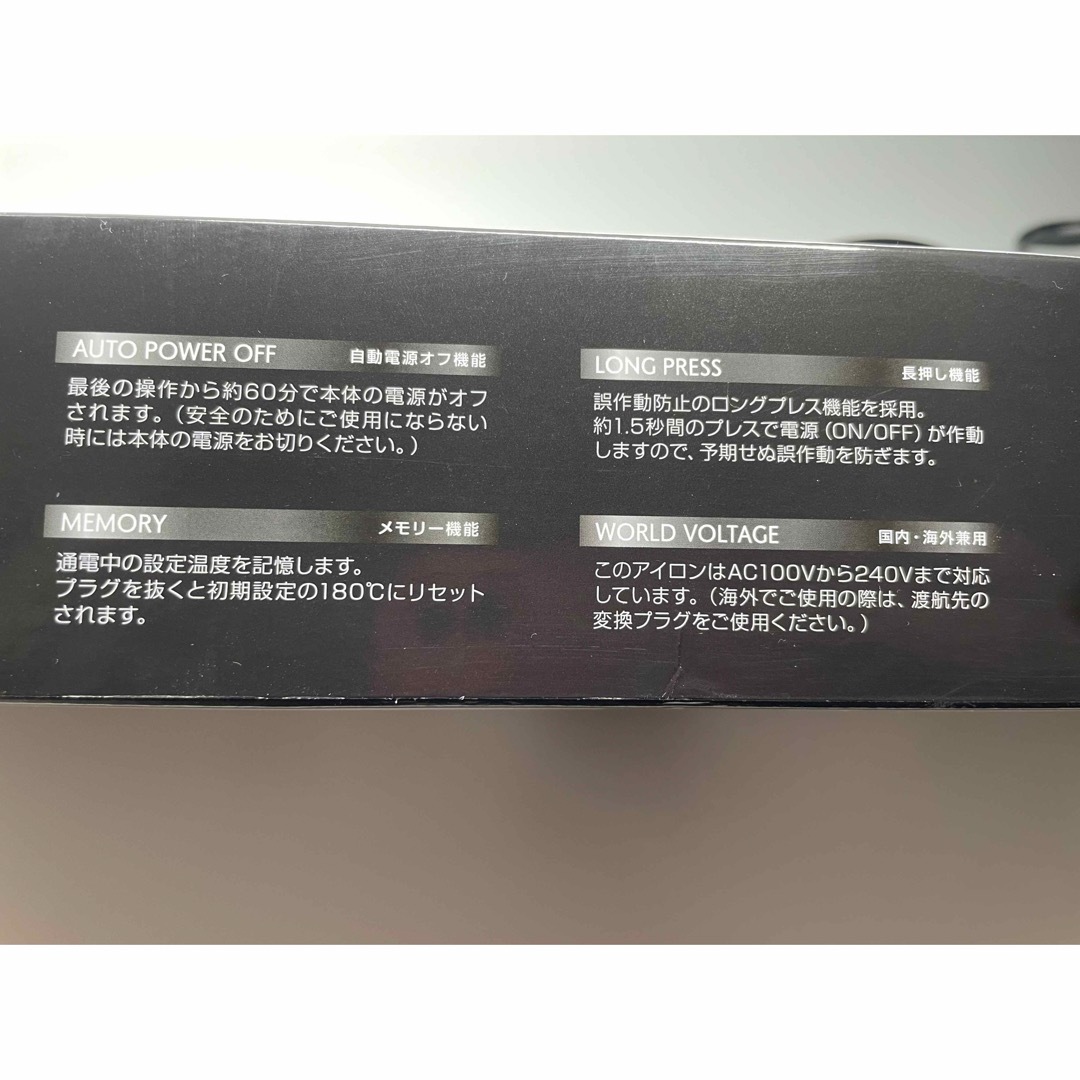 AUTO POWER OFF 自動電源オフ機能
最後の操作から約60分で本体の電源がオフ
されます。（安全のためにご使用にならない
時には本体の電源をお切りください。）
MEMORY メモリー機能
通電中の設定温度を記憶します。
プラグを抜くと初期設定の180℃にリセット
されます。
LONG PRESS 長押し機能
誤作動防止のロングプレス機能を採用。
約1.5秒間のプレスで電源（ON/OFF）が作動
しますので、予期せぬ誤作動を防ぎます。
WORLD VOLTAGE 国内・海外兼用
このアイロンはAC100Vから240Vまで対応
しています。（海外でご使用の際は、渡航先の
変換プラグをご使用ください。）